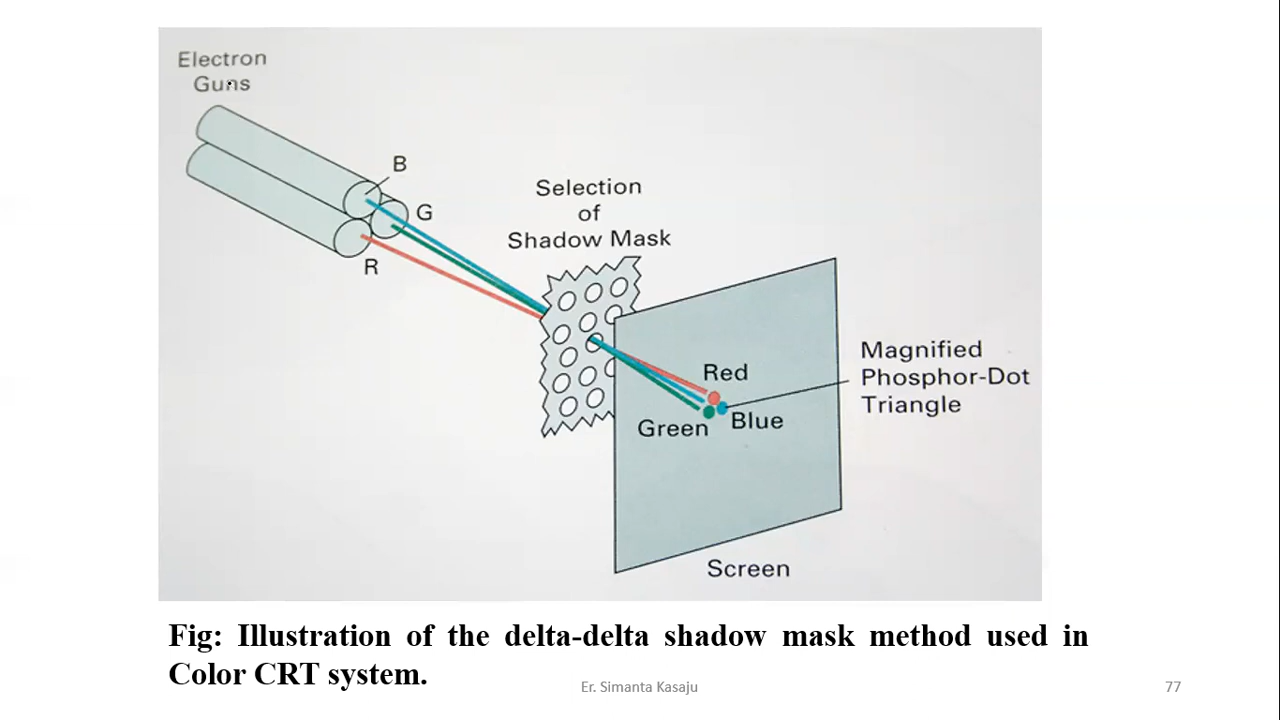 Electron
Guns
B
G
R
Selection
of
Shadow Mask
Red
Green
Blue
Magnified
Phosphor-Dot
Triangle
Screen
Fig: Illustration of the delta-delta shadow mask method used in
Color CRT system.
Er. Simanta Kasaju
77